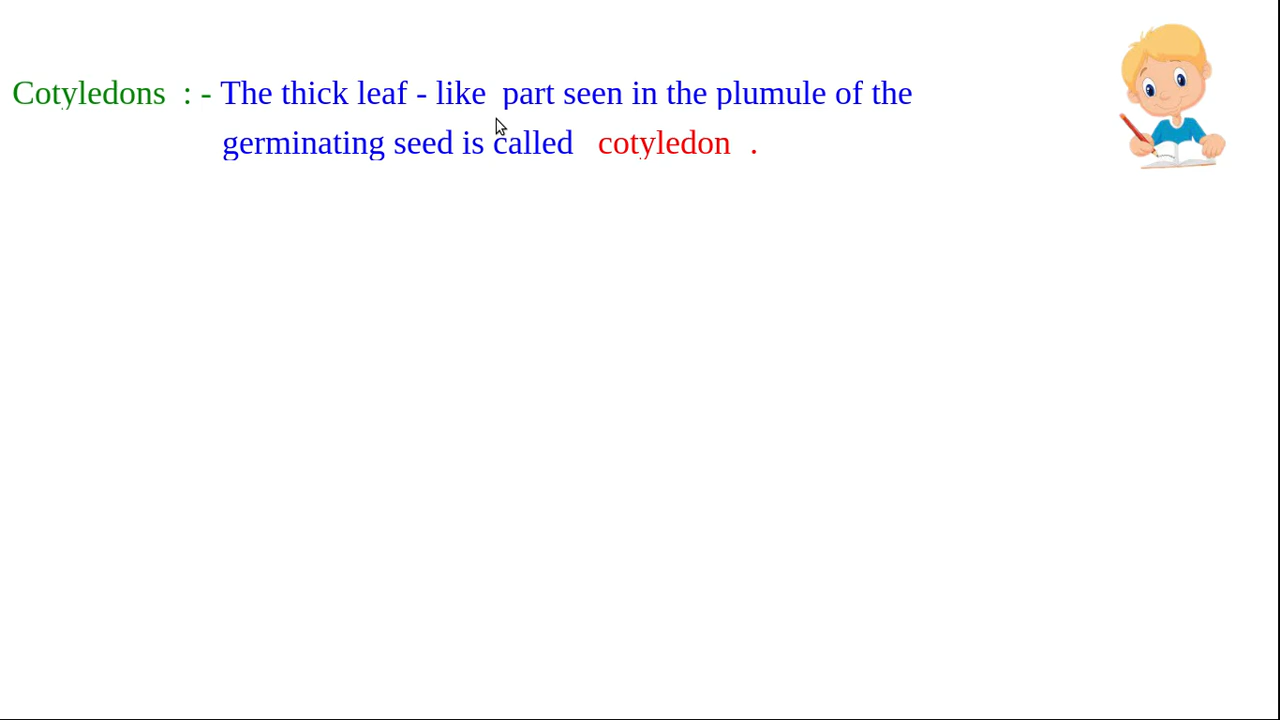 Cotyledons : - The thick leaf - like part seen in the plumule of the
germinating seed is called cotyledon .